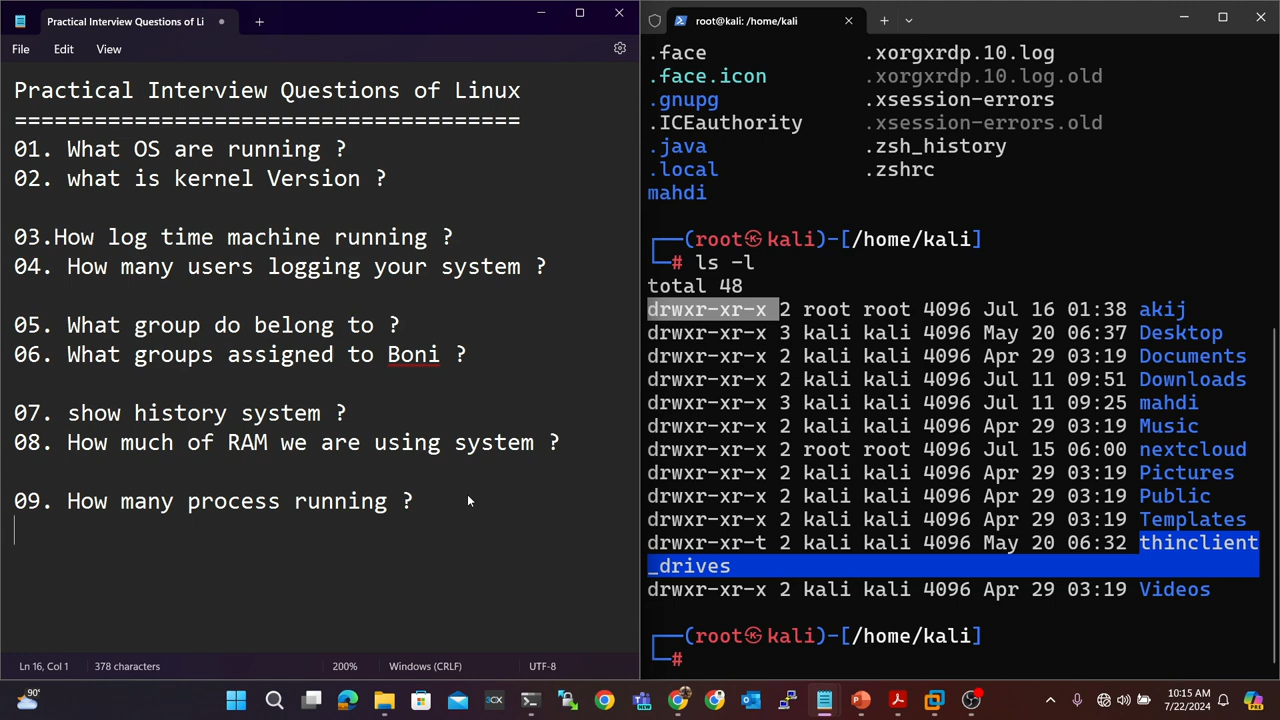 Practical Interview Questions of Li
File Edit View
Practical Interview Questions of Linux
======================================
01. What OS are running ?
02. what is kernel Version ?
03.How log time machine running ?
04. How many users logging your system ?
05. What group do belong to ?
06. What groups assigned to Boni ?
07. show history system ?
08. How much of RAM we are using system ?
09. How many process running ?
Ln 16, Col 1 378 characters 200% Windows (CRLF) UTF-8
root@kali: /home/kali
.face .xorgxrdp.10.log
.face.icon .xorgxrdp.10.log.old
.gnupg .xsession-errors
.ICEauthority .xsession-errors.old
.java .zsh_history
.local .zshrc
mahdi
┌──(root㉿kali)-[/home/kali]
└─# ls -l
total 48
drwxr-xr-x 2 root root 4096 Jul 16 01:38 akij
drwxr-xr-x 3 kali kali 4096 May 20 06:37 Desktop
drwxr-xr-x 2 kali kali 4096 Apr 29 03:19 Documents
drwxr-xr-x 2 kali kali 4096 Jul 11 09:51 Downloads
drwxr-xr-x 3 kali kali 4096 Jul 11 09:25 mahdi
drwxr-xr-x 2 kali kali 4096 Apr 29 03:19 Music
drwxr-xr-x 2 root root 4096 Jul 15 06:00 nextcloud
drwxr-xr-x 2 kali kali 4096 Apr 29 03:19 Pictures
drwxr-xr-x 2 kali kali 4096 Apr 29 03:19 Public
drwxr-xr-x 2 kali kali 4096 Apr 29 03:19 Templates
drwxr-xr-t 2 kali kali 4096 May 20 06:32 thinclient
_drives
drwxr-xr-x 2 kali kali 4096 Apr 29 03:19 Videos
┌──(root㉿kali)-[/home/kali]
└─#
90°
10:15 AM
7/22/2024